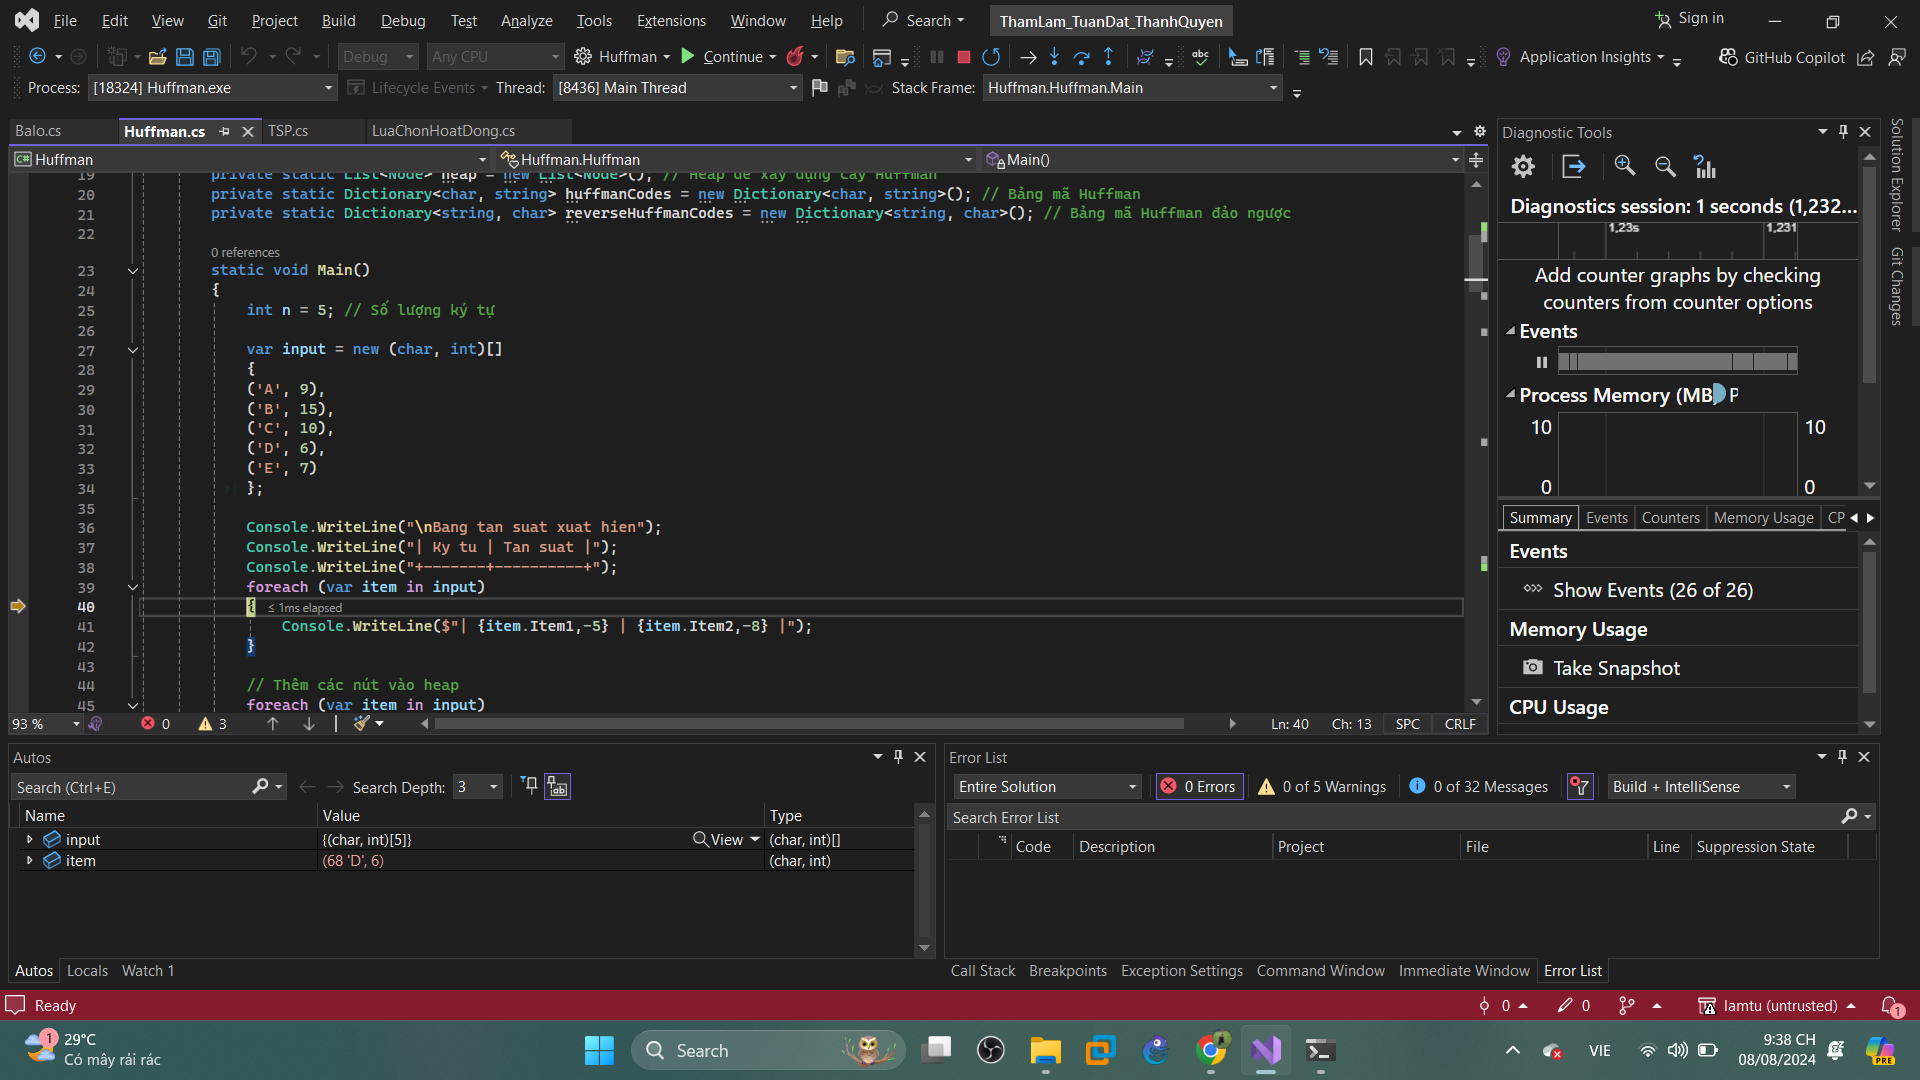 File Edit View Git Project Build Debug Test Analyze Tools Extensions Window Help Search ThamLam_TuanDat_ThanhQuyen Sign in
Debug Any CPU Huffman Continue Application Insights GitHub Copilot
Process: [18324] Huffman.exe Lifecycle Events Thread: [8436] Main Thread Stack Frame: Huffman.Huffman.Main
Balo.cs Huffman.cs TSP.cs LuaChonHoatDong.cs
Huffman Huffman.Huffman Main()
19 private static List<Node> heap = new List<Node>(); // Heap để xây dựng cây Huffman
20 private static Dictionary<char, string> huffmanCodes = new Dictionary<char, string>(); // Bảng mã Huffman
21 private static Dictionary<string, char> reverseHuffmanCodes = new Dictionary<string, char>(); // Bảng mã Huffman đảo ngược
22
0 references
23 static void Main()
24 {
25 int n = 5; // Số lượng ký tự
26
27 var input = new (char, int)[]
28 {
29 ('A', 9),
30 ('B', 15),
31 ('C', 10),
32 ('D', 6),
33 ('E', 7)
34 };
35
36 Console.WriteLine("\nBang tan suat xuat hien");
37 Console.WriteLine("| Ky tu | Tan suat |");
38 Console.WriteLine("+-------+----------+");
39 foreach (var item in input)
40 { ≤ 1ms elapsed
41 Console.WriteLine($"| {item.Item1,-5} | {item.Item2,-8} |");
42 }
43
44 // Thêm các nút vào heap
45 foreach (var item in input)
93 % 0 3 Ln: 40 Ch: 13 SPC CRLF
Diagnostic Tools
Diagnostics session: 1 seconds (1,232...
1,23s 1,231
Add counter graphs by checking
counters from counter options
Events
Process Memory (MB) P
10 10
0 0
Summary Events Counters Memory Usage CP
Events
Show Events (26 of 26)
Memory Usage
Take Snapshot
CPU Usage
Solution Explorer
Git Changes
Autos
Search (Ctrl+E) Search Depth: 3
Name Value Type
input {(char, int)[5]} View (char, int)[]
item (68 'D', 6) (char, int)
Autos Locals Watch 1
Error List
Entire Solution 0 Errors 0 of 5 Warnings 0 of 32 Messages Build + IntelliSense
Search Error List
Code Description Project File Line Suppression State
Call Stack Breakpoints Exception Settings Command Window Immediate Window Error List
Ready 0 0 lamtu (untrusted) 1
1 29°C
Có mây rải rác
Search
VIE
9:38 CH
08/08/2024
PRE